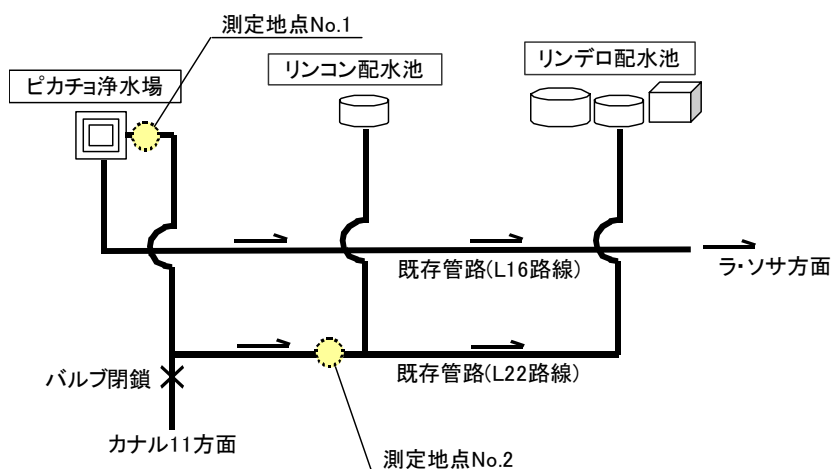 測定地点No.1
ピカチョ浄水場
リンコン配水池
リンデロ配水池
既存管路(L16路線)
ラ・ソサ方面
バルブ閉鎖
既存管路(L22路線)
カナル11方面
測定地点No.2